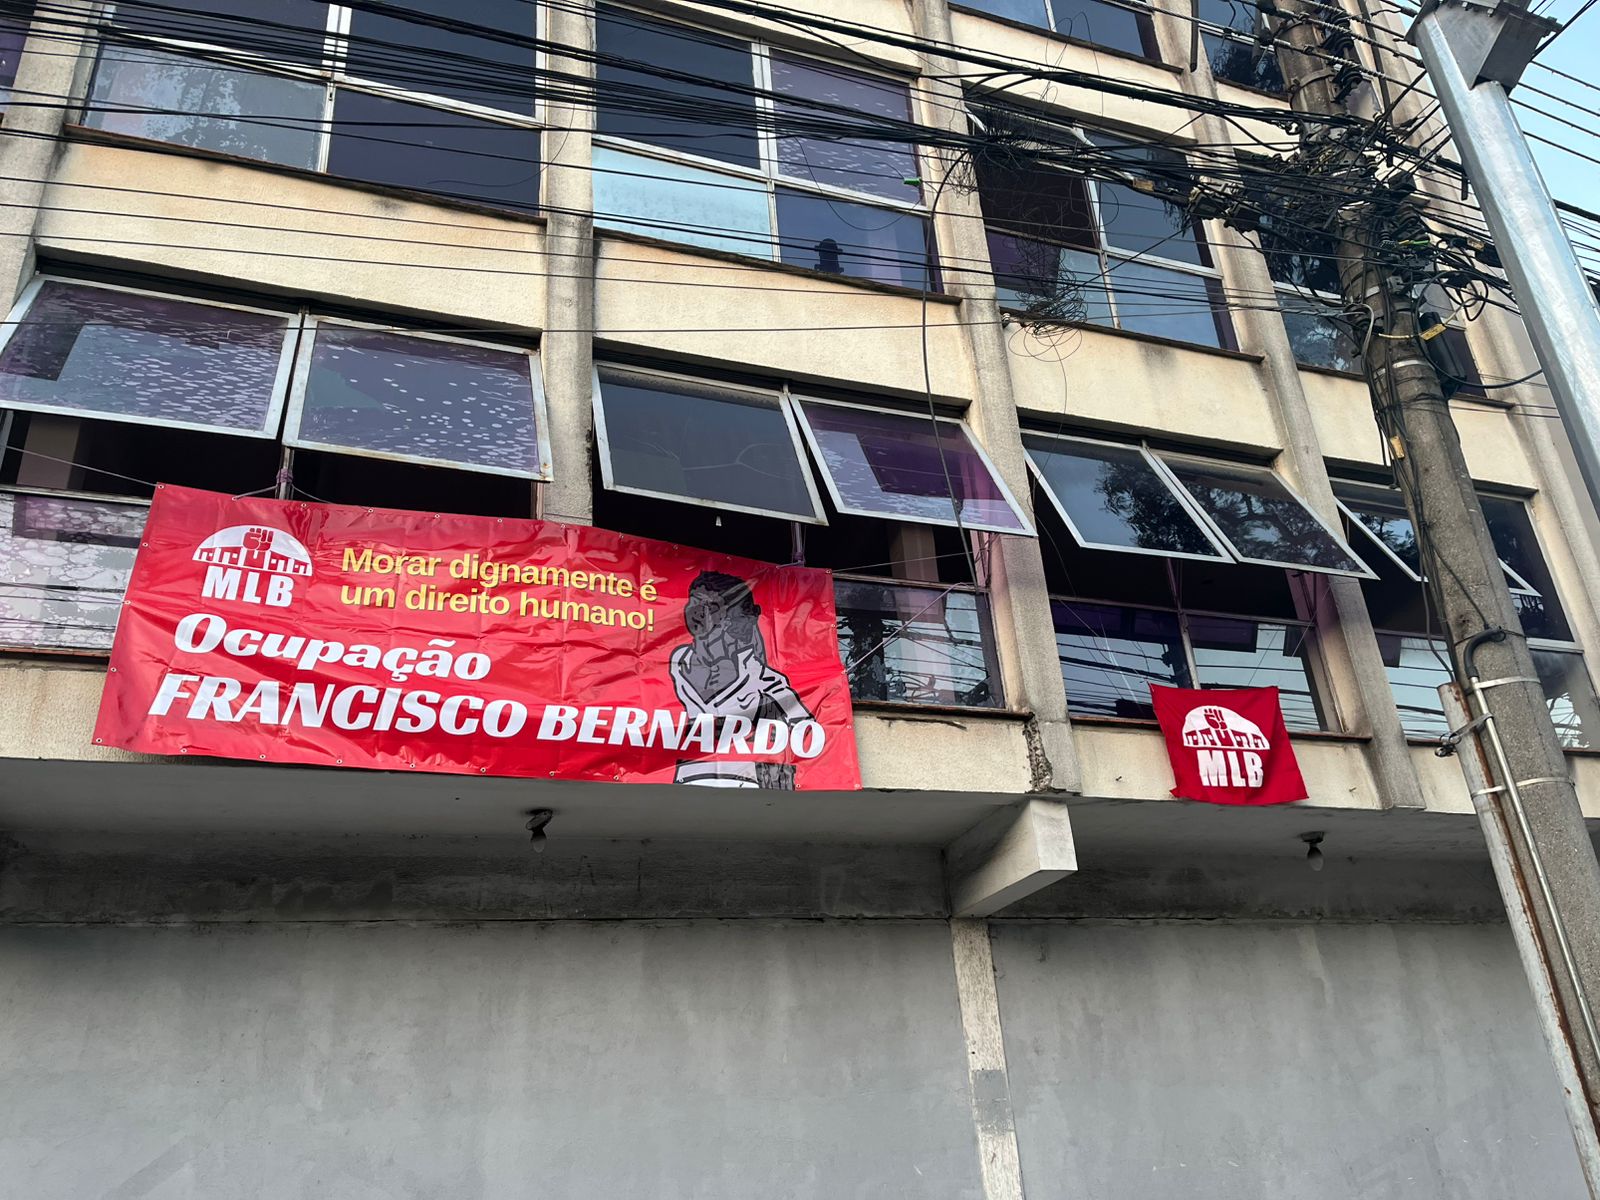 MLB
Morar dignamente é
um direito humano!
Ocupação
FRANCISCO BERNARDO
MLB